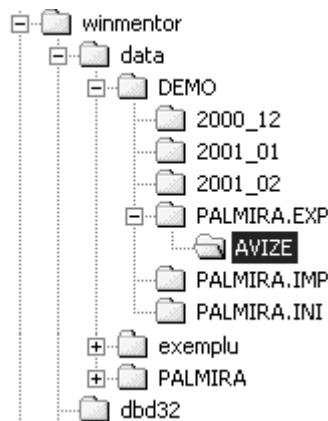 winmentor
data
DEMO
2000_12
2001_01
2001_02
PALMIRA.EXP
AVIZE
PALMIRA.IMP
PALMIRA.INI
exemplu
PALMIRA
dbd32